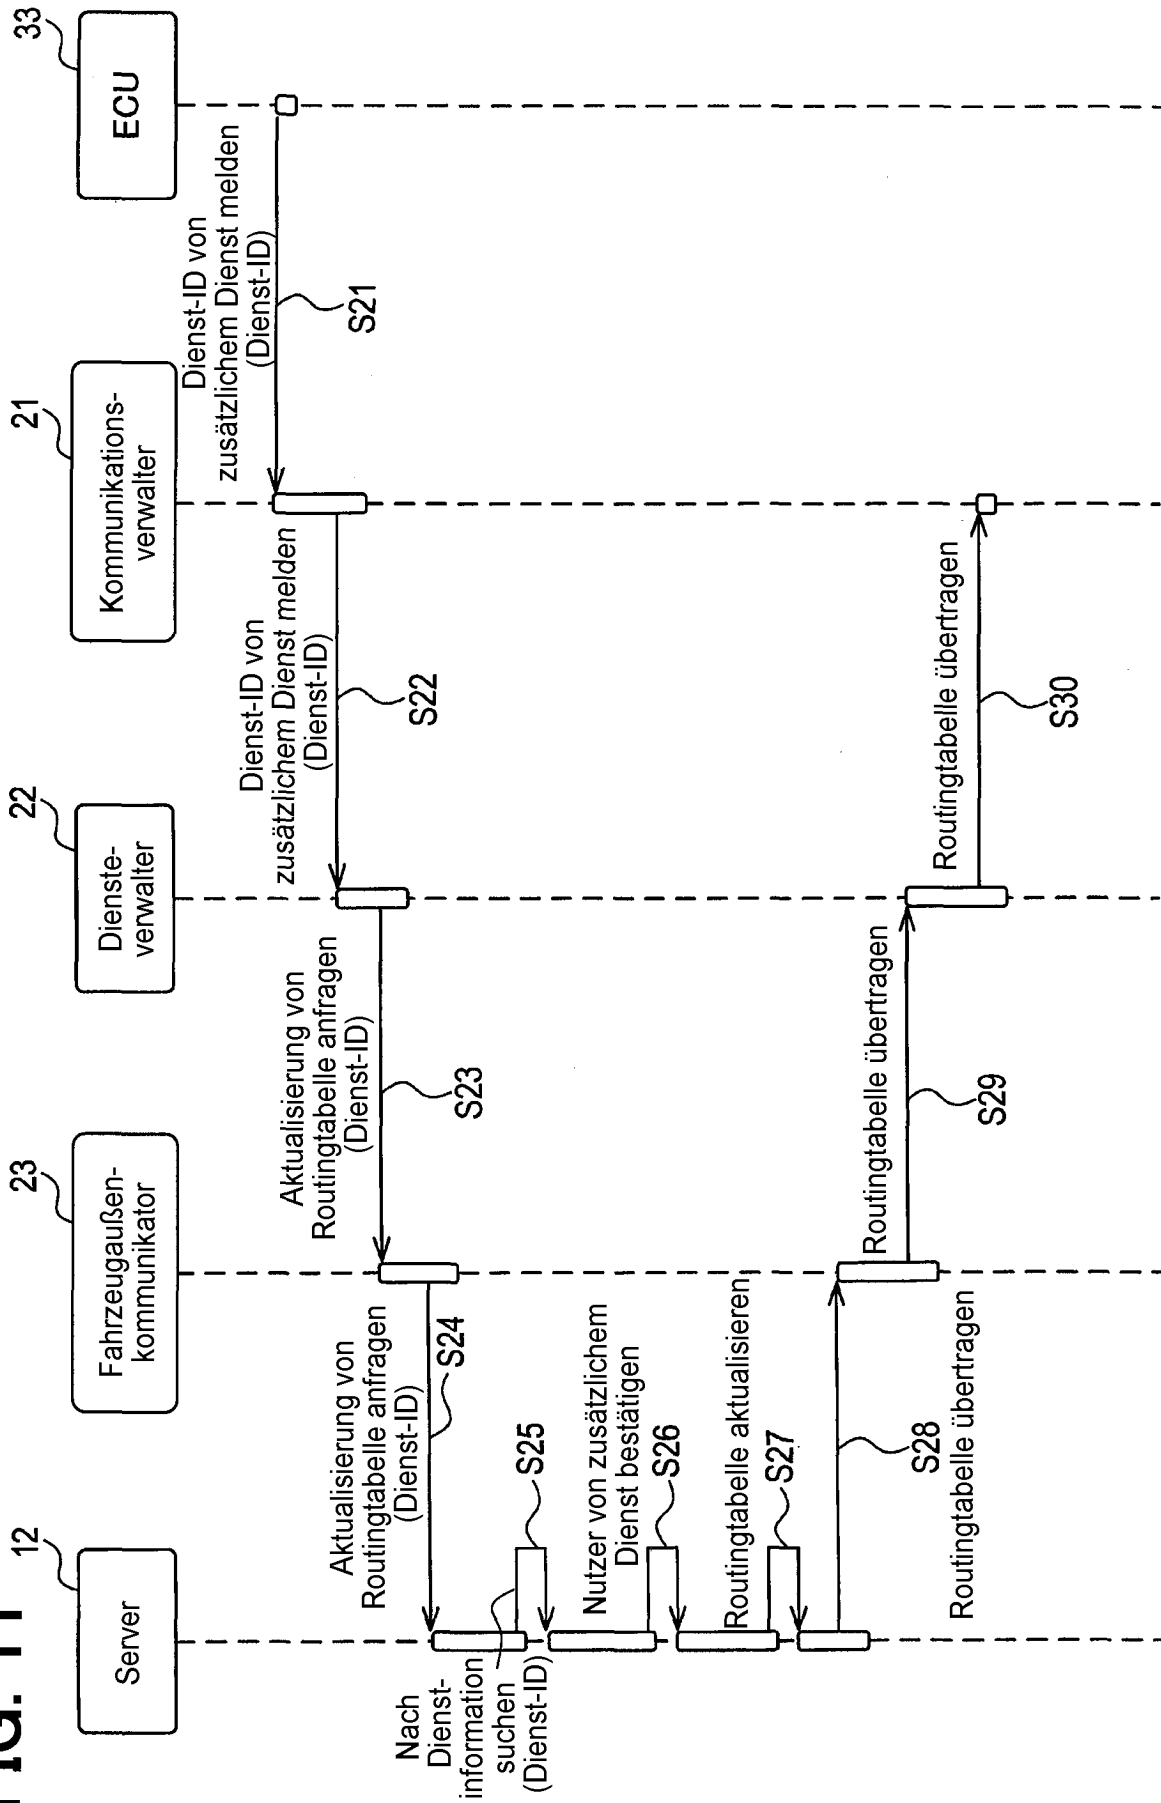 FIG. 11
12
Server
23
Fahrzeugaußen-
kommunikator
22
Dienste-
verwalter
21
Kommunikations-
verwalter
33
ECU
Dienst-ID von
zusätzlichem Dienst melden
(Dienst-ID)
S21
Dienst-ID von
zusätzlichem Dienst melden
(Dienst-ID)
S22
Aktualisierung von
Routingtabelle anfragen
(Dienst-ID)
S23
Aktualisierung von
Routingtabelle anfragen
(Dienst-ID)
S24
Nach
Dienst-
information
suchen
(Dienst-ID)
S25
Nutzer von zusätzlichem
Dienst bestätigen
S26
Routingtabelle aktualisieren
S27
S28
Routingtabelle übertragen
Routingtabelle übertragen
S29
Routingtabelle übertragen
S30